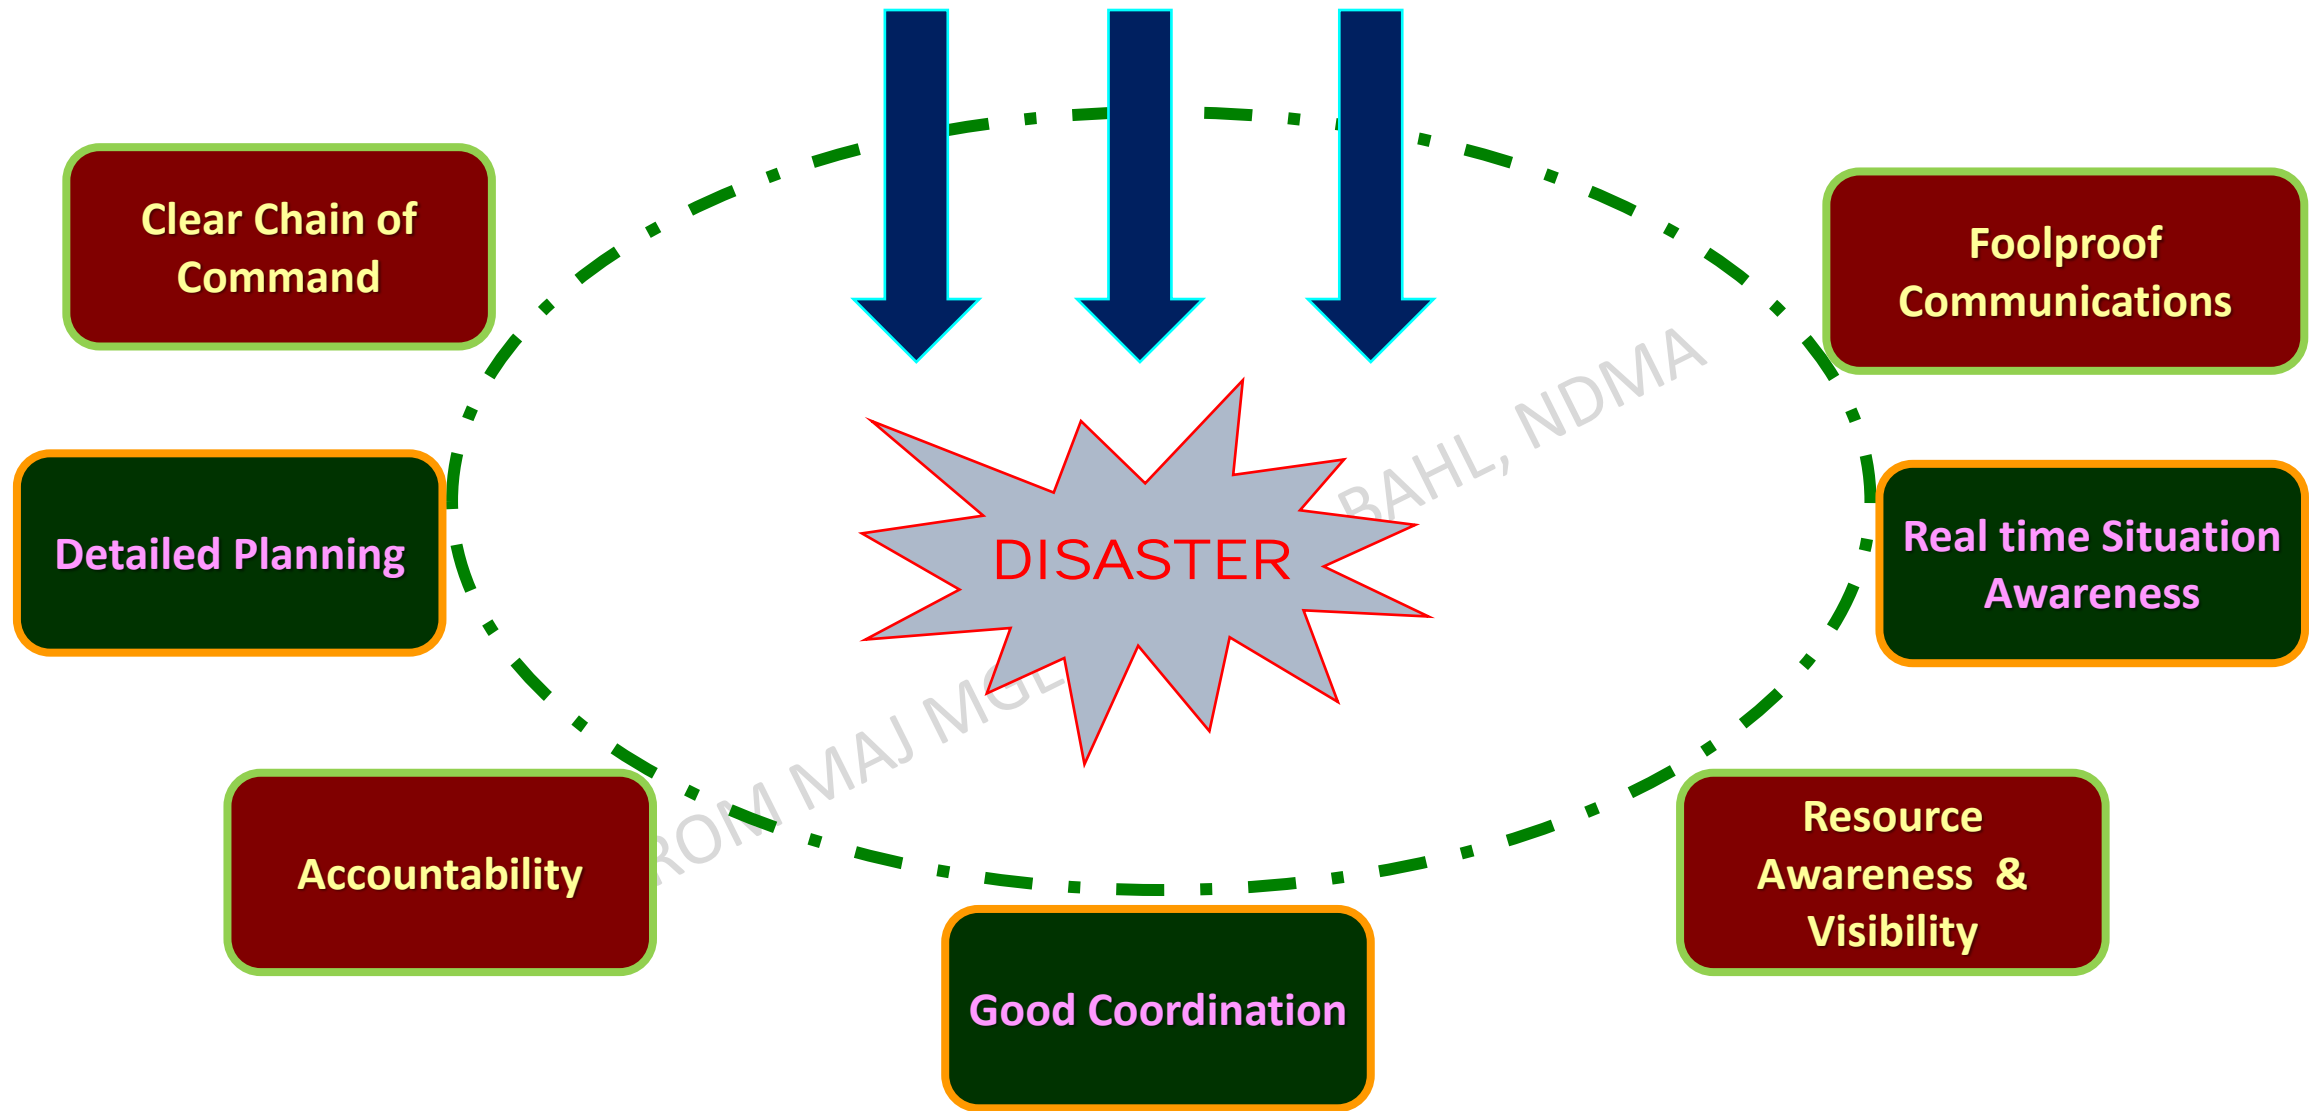 Clear Chain of
Command
Foolproof
Communications
Detailed Planning
DISASTER
Real time Situation
Awareness
Accountability
Resource
Awareness & 
Visibility
Good Coordination
MAJ
BAHL, NDMA